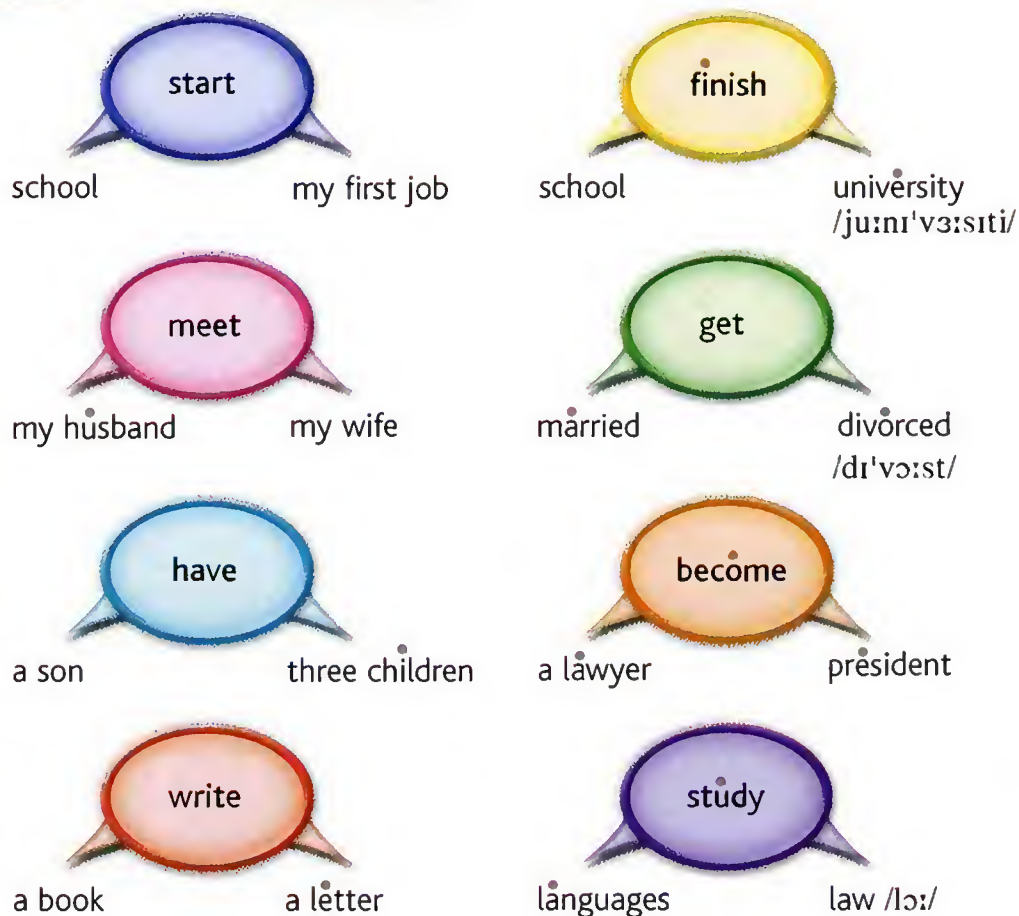 start
finish
school my first job
school university
/juːnɪˈvɜːsɪti/
meet
get
my husband my wife
married divorced
/dɪˈvɔːst/
have
become
a son three children
a lawyer president
write
study
a book a letter
languages law /lɔː/